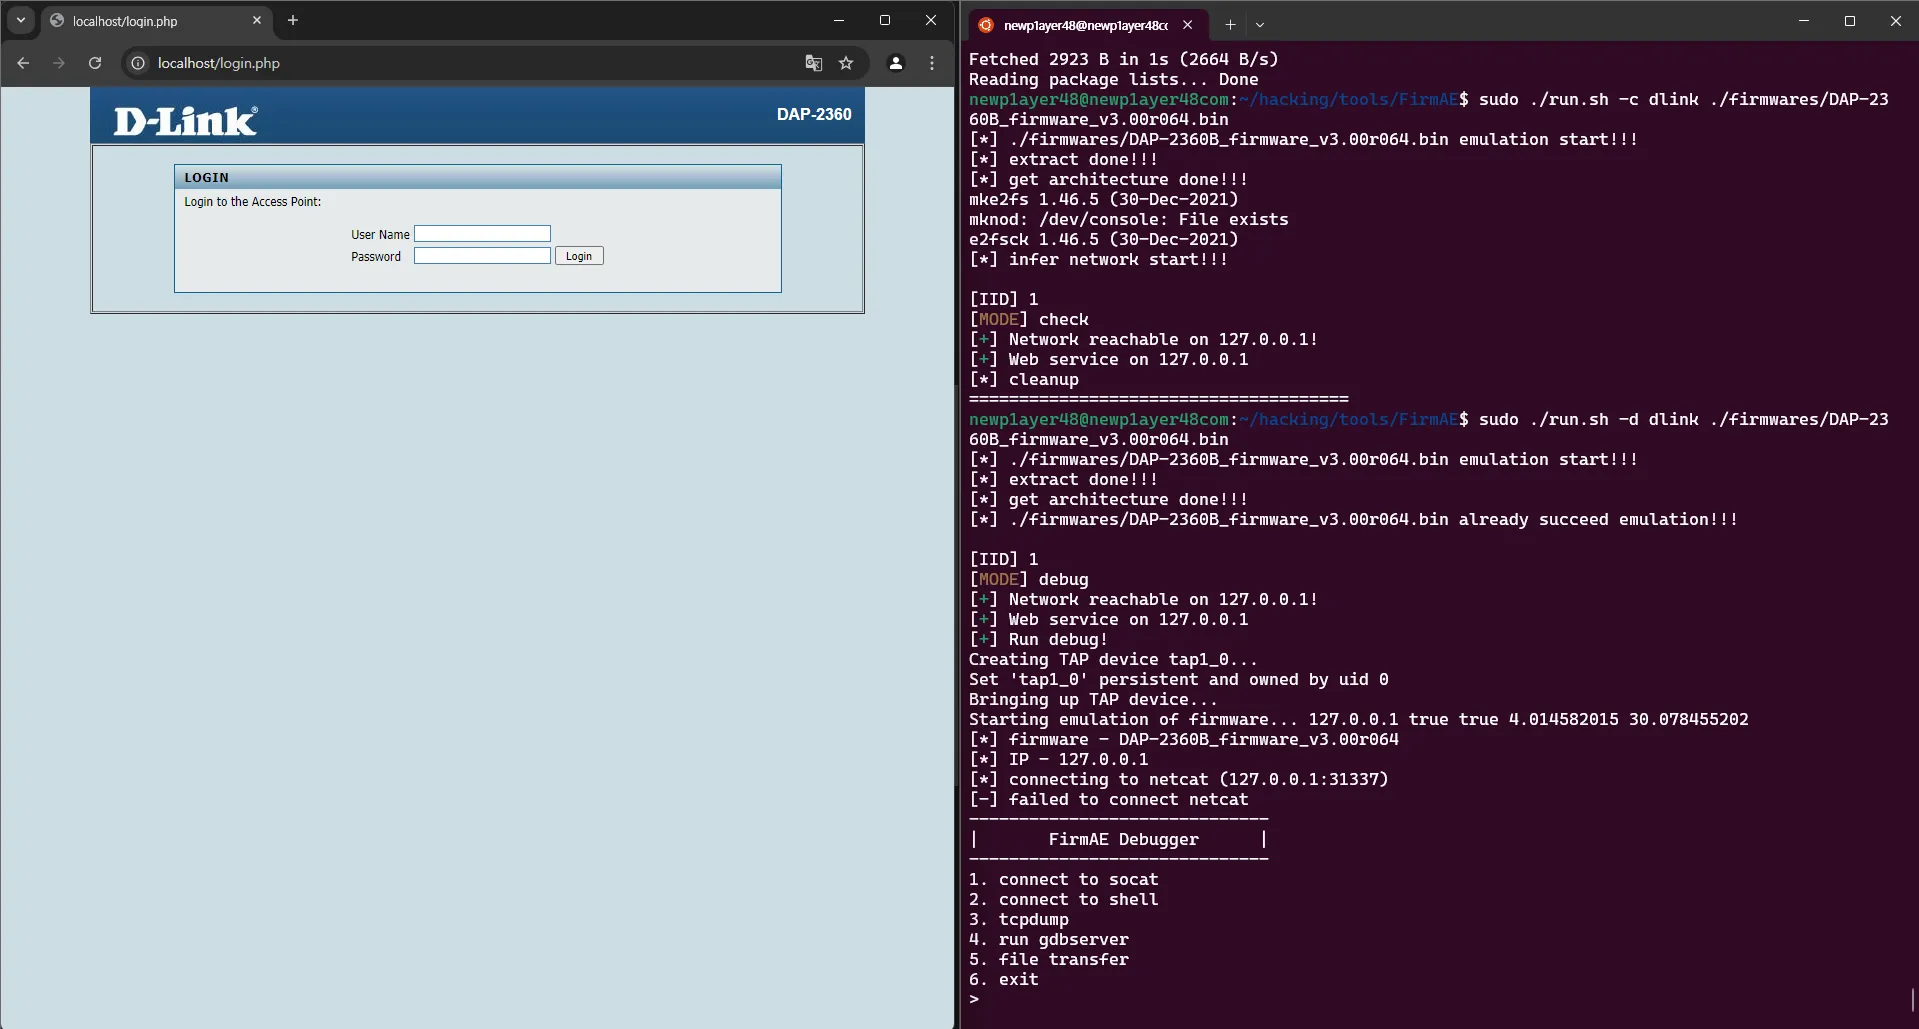 localhost/login.php
localhost/login.php
D-Link®
DAP-2360
LOGIN
Login to the Access Point:
User Name
Password
Login
newp1ayer48@newp1ayer48cc
Fetched 2923 B in 1s (2664 B/s)
Reading package lists... Done
newp1ayer48@newp1ayer48com:~/hacking/tools/FirmAE$ sudo ./run.sh -c dlink ./firmwares/DAP-23
60B_firmware_v3.00r064.bin
[*] ./firmwares/DAP-2360B_firmware_v3.00r064.bin emulation start!!!
[*] extract done!!!
[*] get architecture done!!!
mke2fs 1.46.5 (30-Dec-2021)
mknod: /dev/console: File exists
e2fsck 1.46.5 (30-Dec-2021)
[*] infer network start!!!
[IID] 1
[MODE] check
[+] Network reachable on 127.0.0.1!
[+] Web service on 127.0.0.1
[*] cleanup
======================================
newp1ayer48@newp1ayer48com:~/hacking/tools/FirmAE$ sudo ./run.sh -d dlink ./firmwares/DAP-23
60B_firmware_v3.00r064.bin
[*] ./firmwares/DAP-2360B_firmware_v3.00r064.bin emulation start!!!
[*] extract done!!!
[*] get architecture done!!!
[*] ./firmwares/DAP-2360B_firmware_v3.00r064.bin already succeed emulation!!!
[IID] 1
[MODE] debug
[+] Network reachable on 127.0.0.1!
[+] Web service on 127.0.0.1
[+] Run debug!
Creating TAP device tap1_0...
Set 'tap1_0' persistent and owned by uid 0
Bringing up TAP device...
Starting emulation of firmware... 127.0.0.1 true true 4.014582015 30.078455202
[*] firmware - DAP-2360B_firmware_v3.00r064
[*] IP - 127.0.0.1
[*] connecting to netcat (127.0.0.1:31337)
[-] failed to connect netcat
------------------------------
|       FirmAE Debugger      |
------------------------------
1. connect to socat
2. connect to shell
3. tcpdump
4. run gdbserver
5. file transfer
6. exit
>